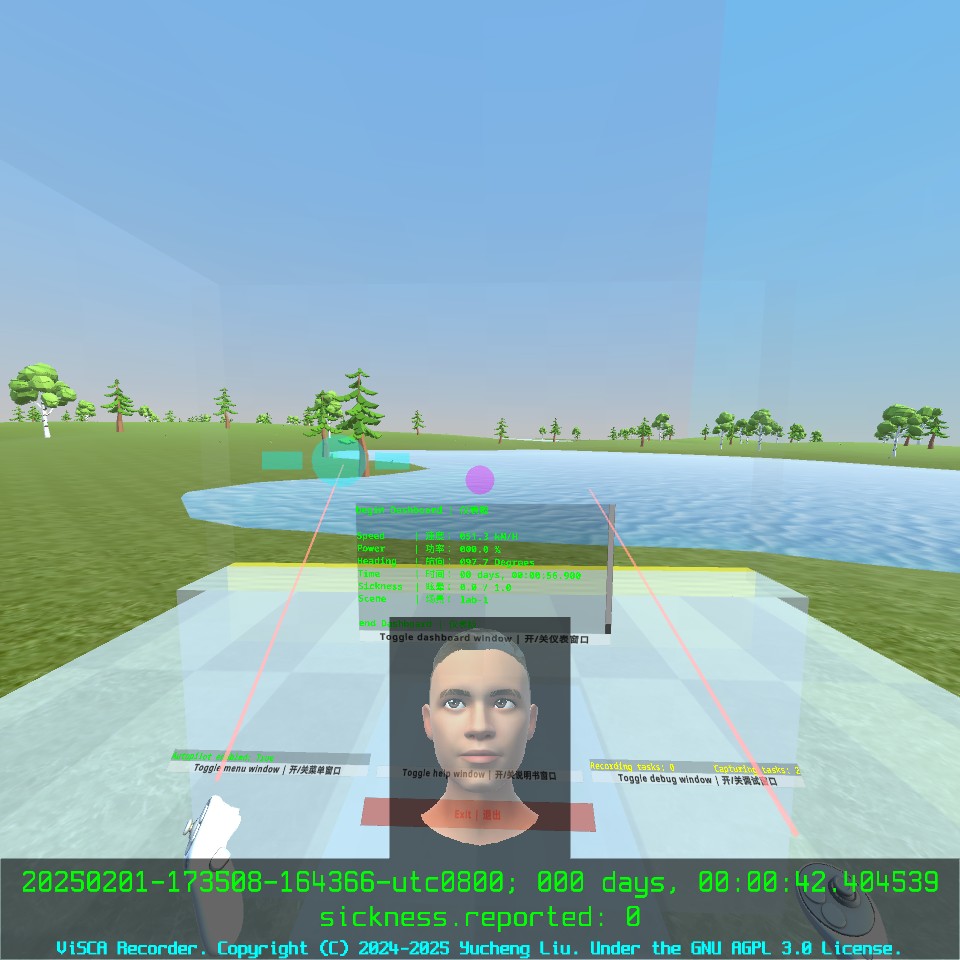 Speed | 速度: 051.3 km/h
Power | 功率: 000.0 %
Heading | 航向: 097.7 Degrees
Time | 时间: 00 days, 00:00:56.900
Sickness | 眩晕: 0.0 / 1.0
Scene | 场景: lab-1
Toggle dashboard window | 开/关仪表窗口
Toggle menu window | 开/关菜单窗口
Toggle help window | 开/关说明书窗口
Recording tasks: 0 Capturing tasks: 2
Toggle debug window | 开/关调试窗口
Exit | 退出
20250201-173508-164366-utc0800; 000 days, 00:00:42.404539
sickness.reported: 0
ViSCA Recorder. Copyright (C) 2024-2025 Yucheng Liu. Under the GNU AGPL 3.0 License.